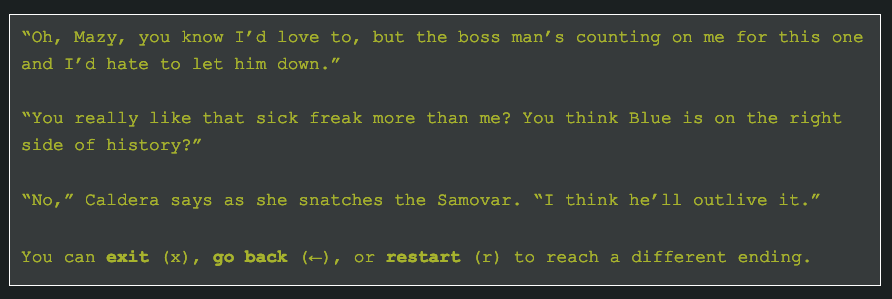 “Oh, Mazy, you know I’d love to, but the boss man’s counting on me for this one
and I’d hate to let him down.”
“You really like that sick freak more than me? You think Blue is on the right
side of history?”
“No,” Caldera says as she snatches the Samovar. “I think he’ll outlive it.”
You can exit (x), go back (←), or restart (r) to reach a different ending.